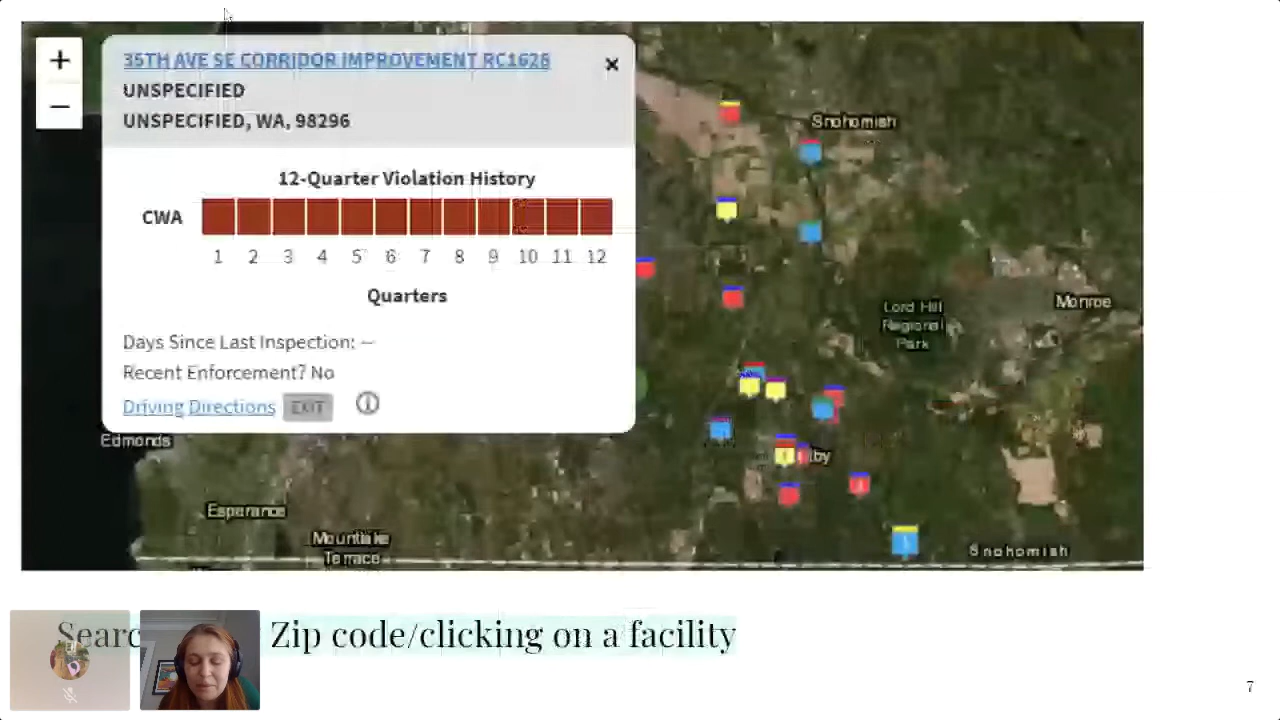 +
−
35TH AVE SE CORRIDOR IMPROVEMENT RC1626
UNSPECIFIED
UNSPECIFIED, WA, 98296
12-Quarter Violation History
CWA
1 2 3 4 5 6 7 8 9 10 11 12
Quarters
Days Since Last Inspection: --
Recent Enforcement? No
Driving Directions EXIT
Snohomish
Monroe
Lord Hill
Regional
Park
Edmonds
Esperance
Mountlake
Terrace
Snohomish
Zip code/clicking on a facility
7